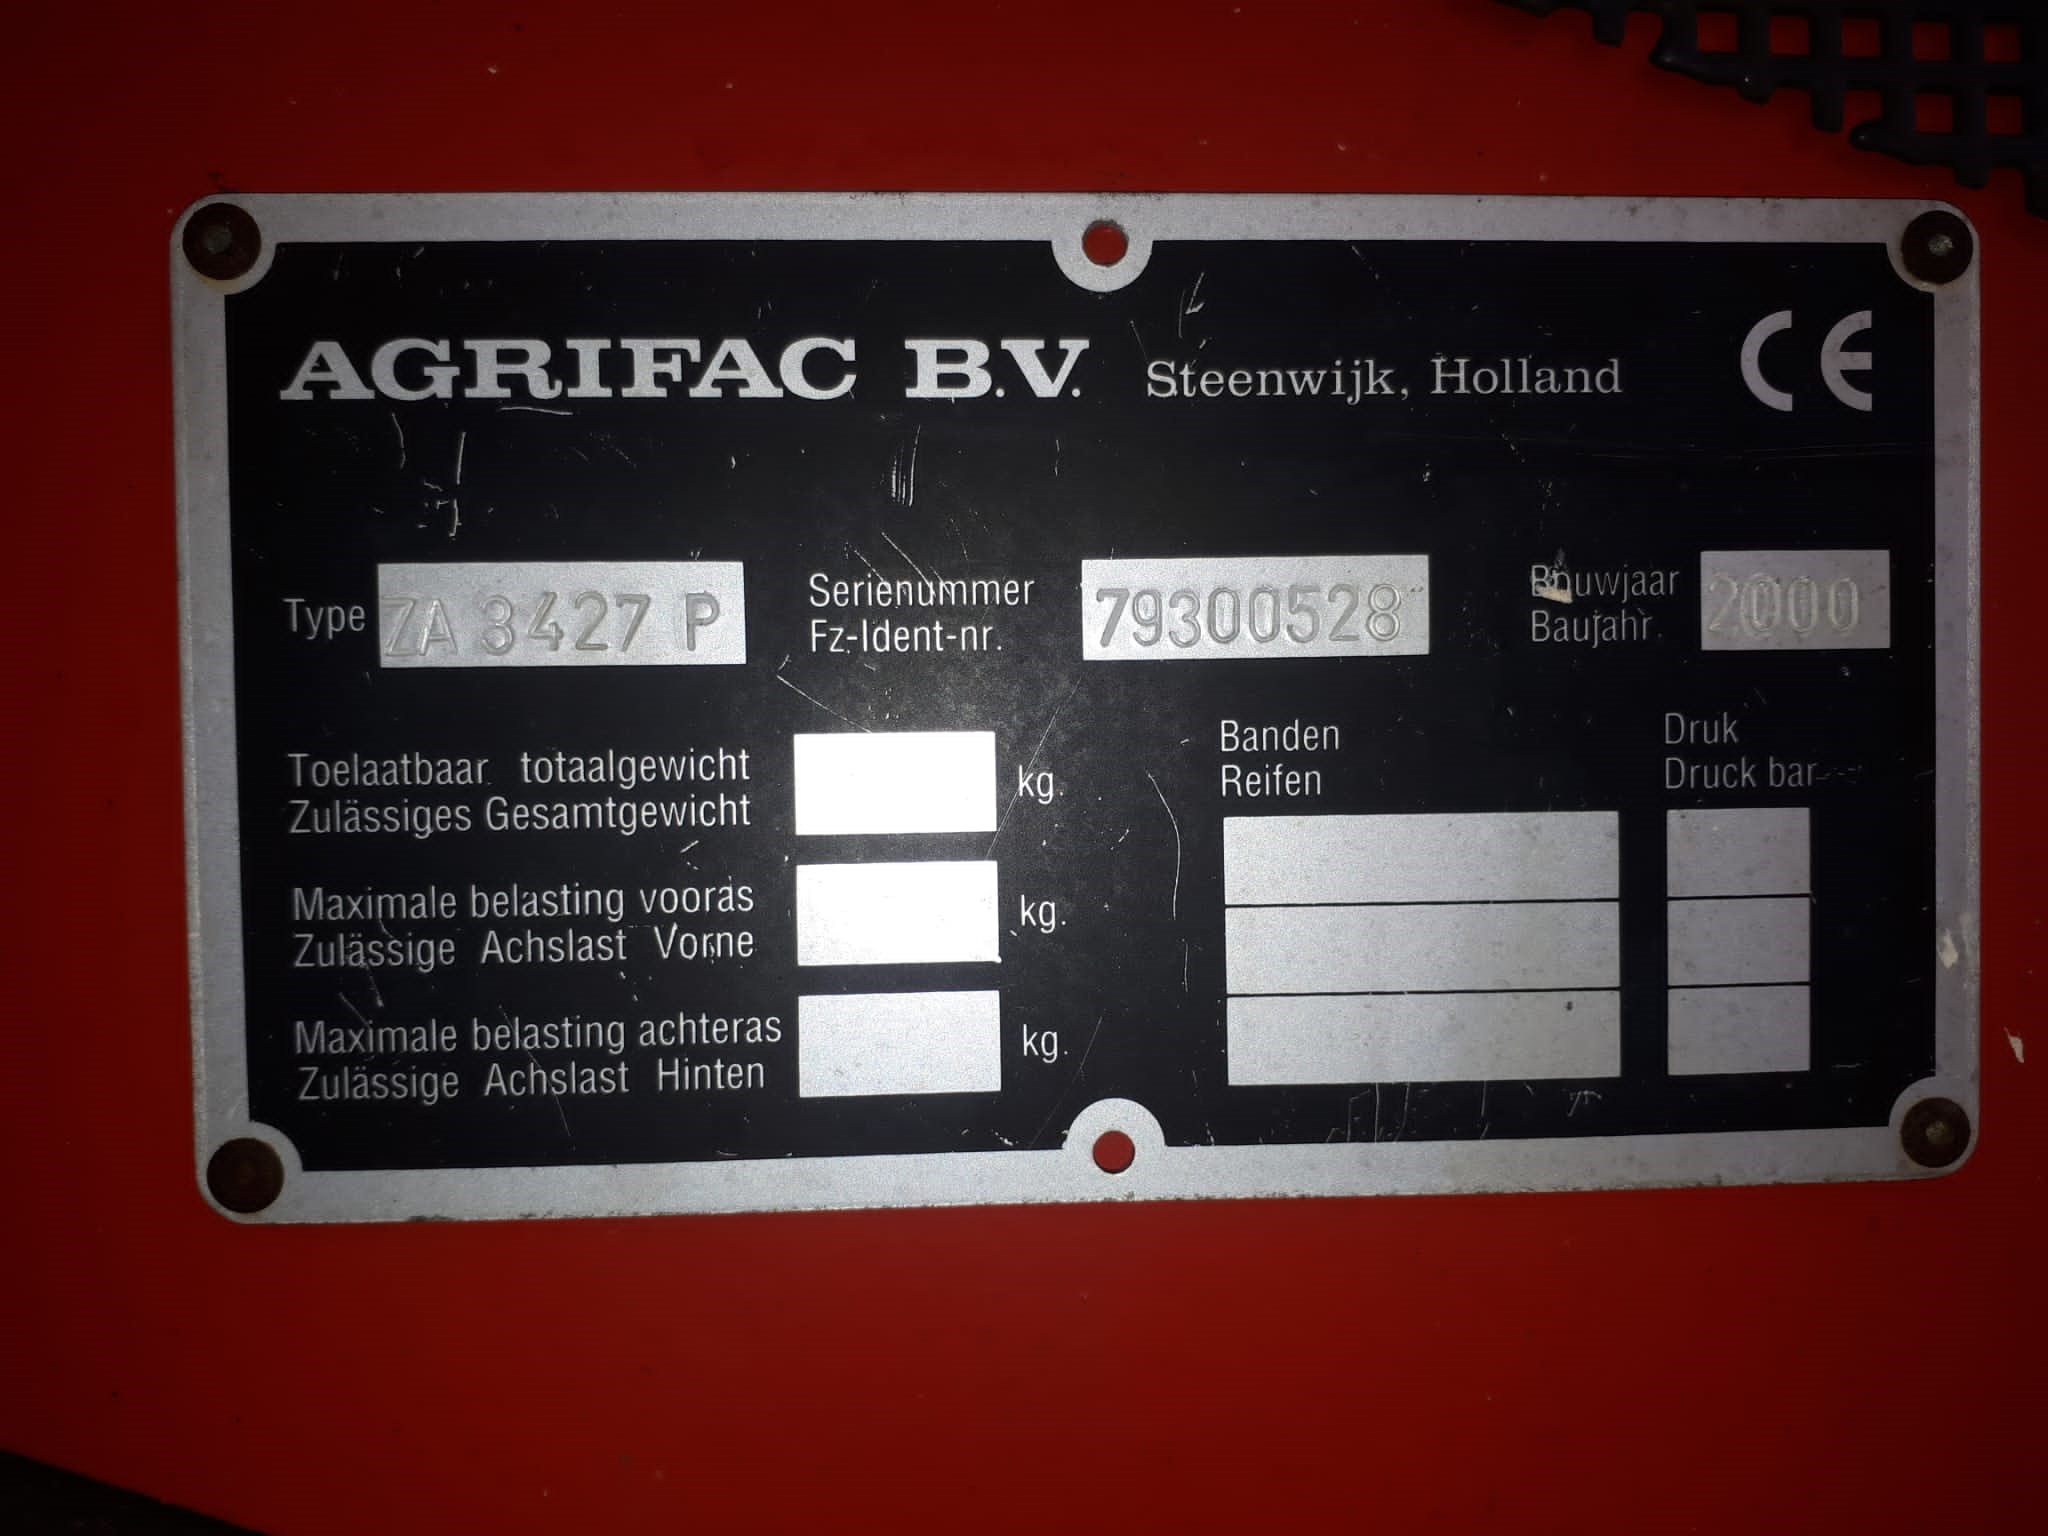 AGRIFAC B.V. Steenwijk, Holland CE
Type ZA 3427 P
Serienummer
Fz-Ident-nr.
79300528
Bouwjaar
Baujahr.
2000
Toelaatbaar totaalgewicht
Zulässiges Gesamtgewicht
kg.
Maximale belasting vooras
Zulässige Achslast Vorne
kg.
Maximale belasting achteras
Zulässige Achslast Hinten
kg.
Banden
Reifen
Druk
Druck bar